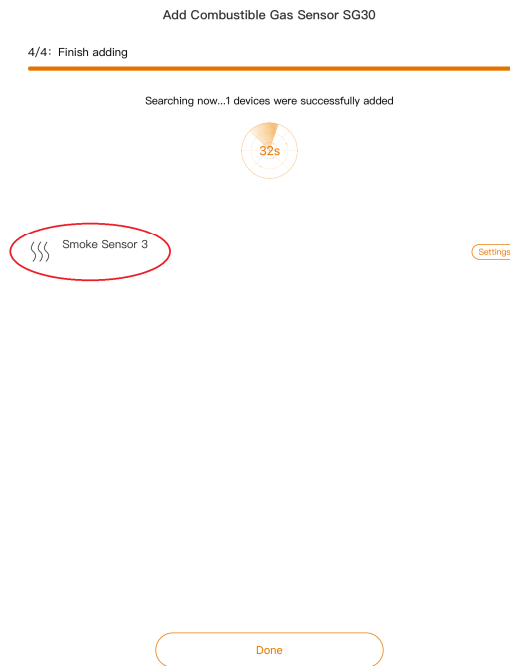 Add Combustible Gas Sensor SG30
4/4: Finish adding
Searching now...1 devices were successfully added
32s
Smoke Sensor 3
Settings
Done